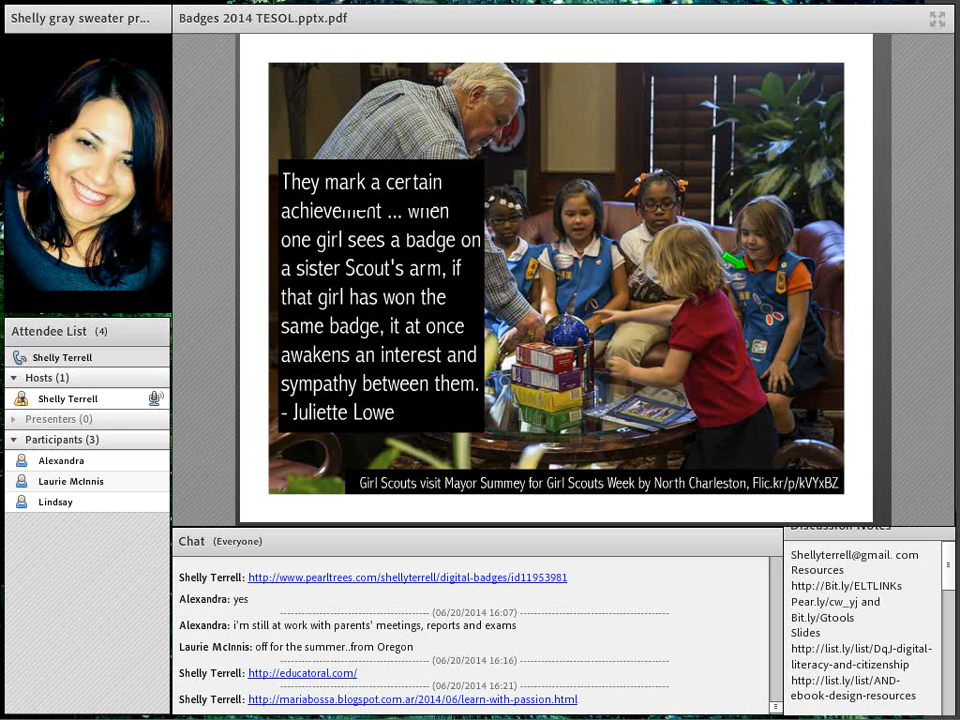 Shelly gray sweater pr...
Badges 2014 TESOL.pptx.pdf
They mark a certain
achievement ... when
one girl sees a badge on
a sister Scout's arm, if
that girl has won the
same badge, it at once
awakens an interest and
sympathy between them.
- Juliette Lowe
Girl Scouts visit Mayor Summey for Girl Scouts Week by North Charleston, Flic.kr/p/kVYxBZ
Attendee List (4)
Shelly Terrell
Hosts (1)
Shelly Terrell
Presenters (0)
Participants (3)
Alexandra
Laurie McInnis
Lindsay
Chat (Everyone)
Shelly Terrell: http://www.pearltrees.com/shellyterrell/digital-badges/id11953981
Alexandra: yes
(06/20/2014 16:07)
Alexandra: i'm still at work with parents' meetings, reports and exams
Laurie McInnis: off for the summer..from Oregon
(06/20/2014 16:16)
Shelly Terrell: http://educatoral.com/
(06/20/2014 16:21)
Shelly Terrell: http://mariabossa.blogspot.com.ar/2014/06/learn-with-passion.html
Discussion Notes
Shellyterrell@gmail. com
Resources
http://Bit.ly/ELTLINKs
Pear.ly/cw_yj and
Bit.ly/Gtools
Slides
http://list.ly/list/DqJ-digital-
literacy-and-citizenship
http://list.ly/list/AND-
ebook-design-resources